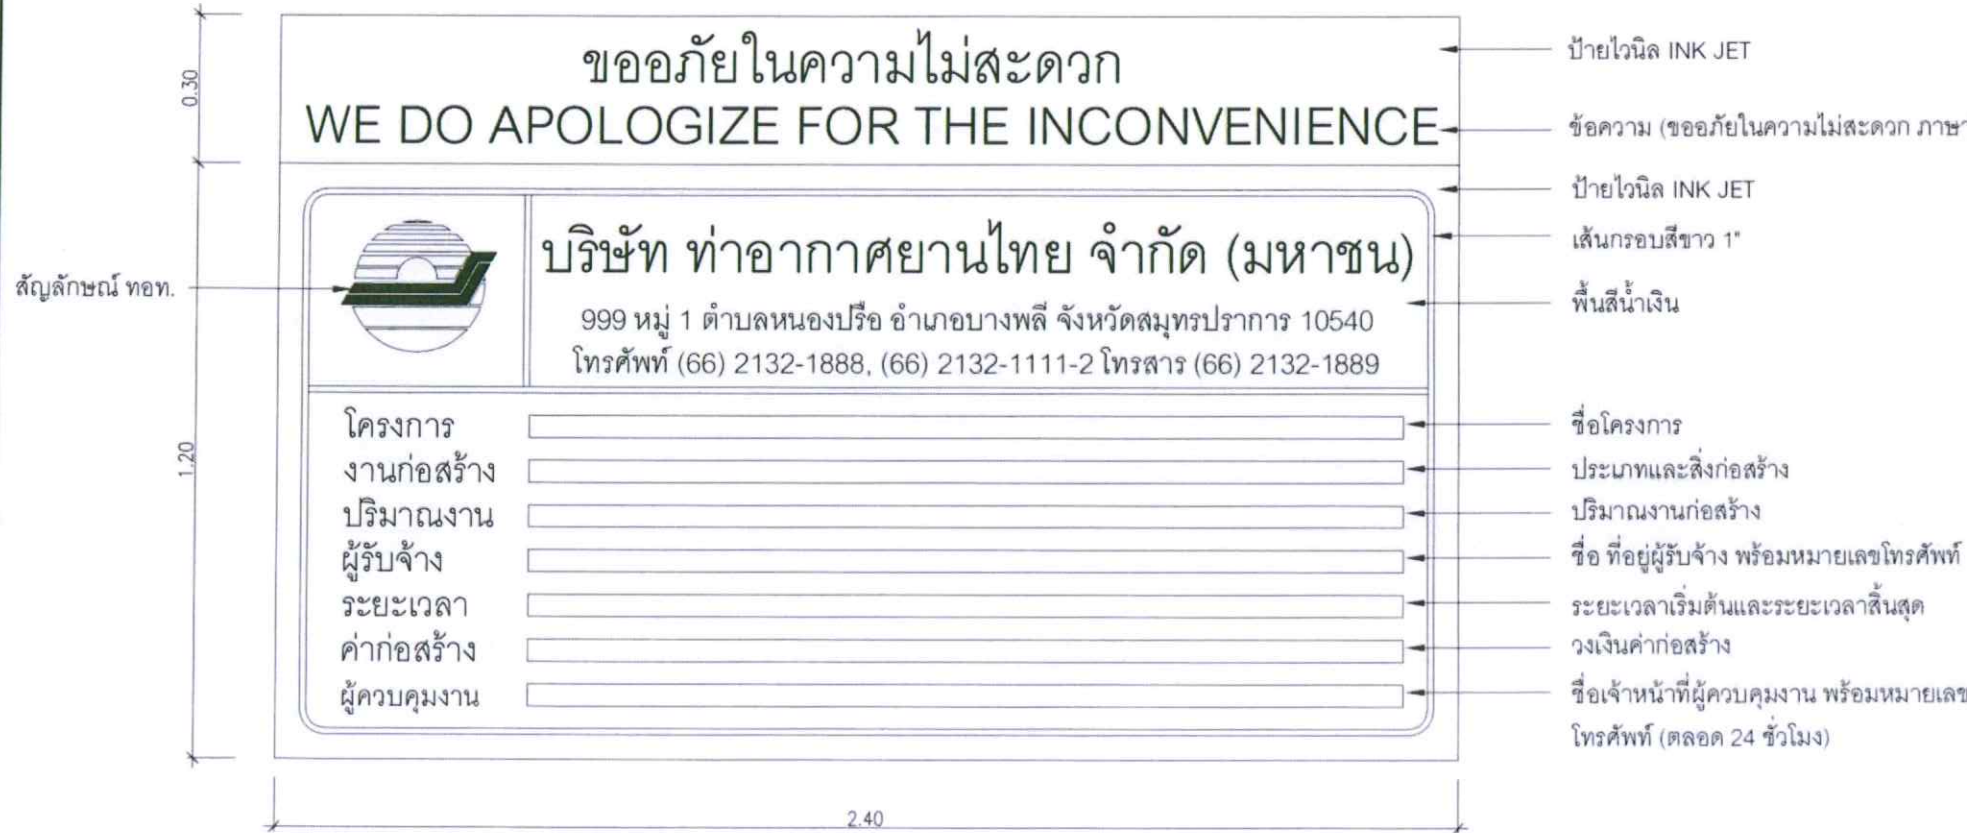 ขออภัยในความไม่สะดวก
WE DO APOLOGIZE FOR THE INCONVENIENCE
บริษัท ท่าอากาศยานไทย จำกัด (มหาชน)
999 หมู่ 1 ตำบลหนองปรือ อำเภอบางพลี จังหวัดสมุทรปราการ 10540
โทรศัพท์ (66) 2132-1888, (66) 2132-1111-2 โทรสาร (66) 2132-1889
โครงการ
งานก่อสร้าง
ปริมาณงาน
ผู้รับจ้าง
ระยะเวลา
ค่าก่อสร้าง
ผู้ควบคุมงาน
สัญลักษณ์ ทอท.
0.30
1.20
2.40
ป้ายไวนิล INK JET
ข้อความ (ขออภัยในความไม่สะดวก ภาษา
ป้ายไวนิล INK JET
เส้นกรอบสีขาว 1"
พื้นสีน้ำเงิน
ชื่อโครงการ
ประเภทและสิ่งก่อสร้าง
ปริมาณงานก่อสร้าง
ชื่อ ที่อยู่ผู้รับจ้าง พร้อมหมายเลขโทรศัพท์
ระยะเวลาเริ่มต้นและระยะเวลาสิ้นสุด
วงเงินค่าก่อสร้าง
ชื่อเจ้าหน้าที่ผู้ควบคุมงาน พร้อมหมายเลข
โทรศัพท์ (ตลอด 24 ชั่วโมง)